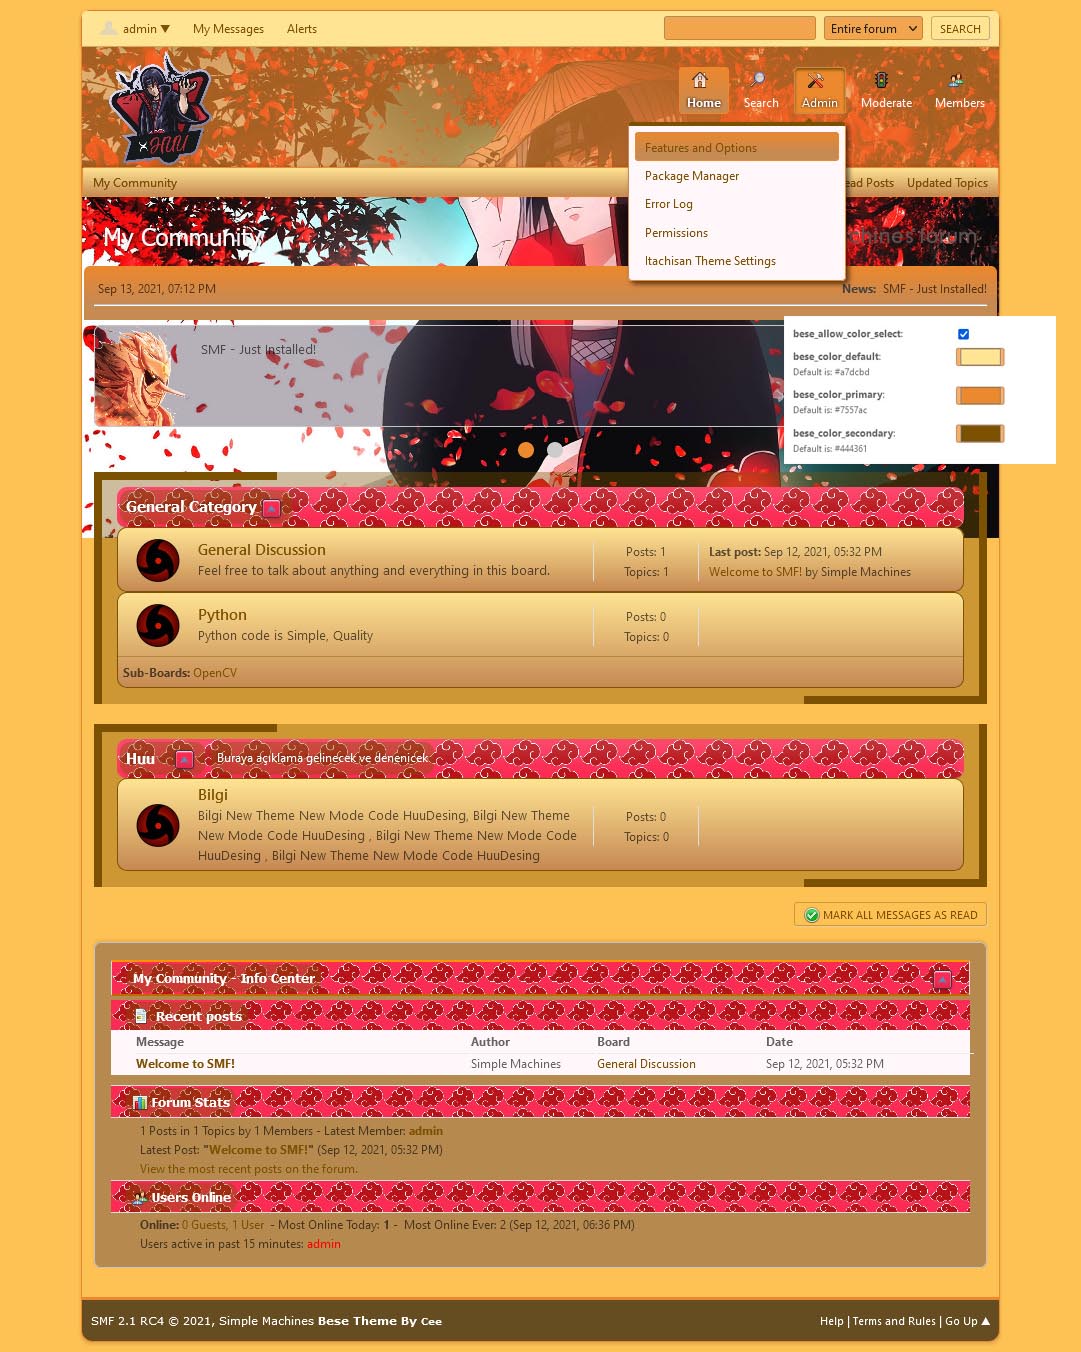 admin ▼ My Messages Alerts Entire forum SEARCH
Home Search Admin Moderate Members
HUU
Features and Options
Package Manager
Error Log
Permissions
Itachisan Theme Settings
My Community Posts Updated Topics
My Community forum
Sep 13, 2021, 07:12 PM News: SMF - Just Installed!
SMF - Just Installed!
bese_allow_color_select:
bese_color_default:
Default is: #a7dcbd
bese_color_primary:
Default is: #7557ac
bese_color_secondary:
Default is: #444361
General Category
General Discussion
Feel free to talk about anything and everything in this board.
Posts: 1
Topics: 1
Last post: Sep 12, 2021, 05:32 PM
Welcome to SMF! by Simple Machines
Python
Python code is Simple, Quality
Posts: 0
Topics: 0
Sub-Boards: OpenCV
Huu Buraya açıklama gelinecek ve denenicek
Bilgi
Bilgi New Theme New Mode Code HuuDesing, Bilgi New Theme
New Mode Code HuuDesing , Bilgi New Theme New Mode Code
HuuDesing , Bilgi New Theme New Mode Code HuuDesing
Posts: 0
Topics: 0
MARK ALL MESSAGES AS READ
My Community - Info Center
Recent posts
Message Author Board Date
Welcome to SMF! Simple Machines General Discussion Sep 12, 2021, 05:32 PM
Forum Stats
1 Posts in 1 Topics by 1 Members - Latest Member: admin
Latest Post: "Welcome to SMF!" (Sep 12, 2021, 05:32 PM)
View the most recent posts on the forum.
Users Online
Online: 0 Guests, 1 User - Most Online Today: 1 - Most Online Ever: 2 (Sep 12, 2021, 06:36 PM)
Users active in past 15 minutes: admin
SMF 2.1 RC4 © 2021, Simple Machines Bese Theme By Cee Help | Terms and Rules | Go Up ▲